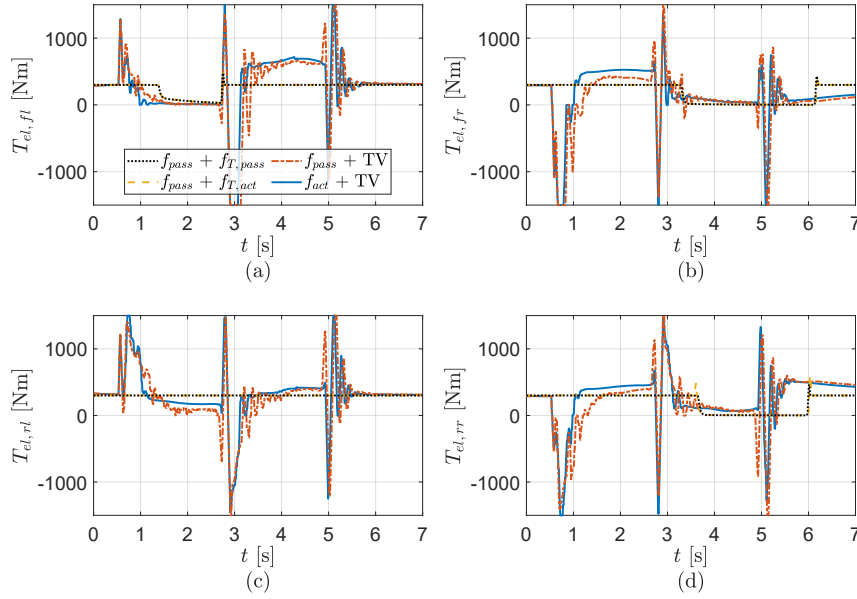 1000
0
-1000
T_{el,fl} [Nm]
f_{pass} + f_{T,pass} f_{pass} + TV
f_{pass} + f_{T,act} f_{act} + TV
0 1 2 3 4 5 6 7
t [s]
(a)
1000
0
-1000
T_{el,fr} [Nm]
0 1 2 3 4 5 6 7
t [s]
(b)
1000
0
-1000
T_{el,rl} [Nm]
0 1 2 3 4 5 6 7
t [s]
(c)
1000
0
-1000
T_{el,rr} [Nm]
0 1 2 3 4 5 6 7
t [s]
(d)